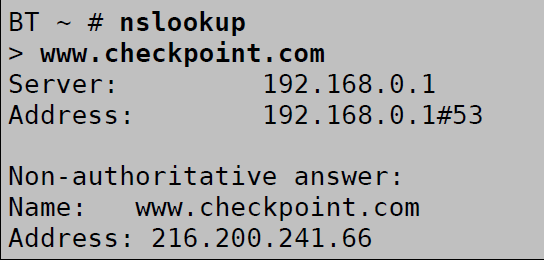 BT ~ # nslookup
> www.checkpoint.com
Server: 192.168.0.1
Address: 192.168.0.1#53
Non-authoritative answer:
Name: www.checkpoint.com
Address: 216.200.241.66